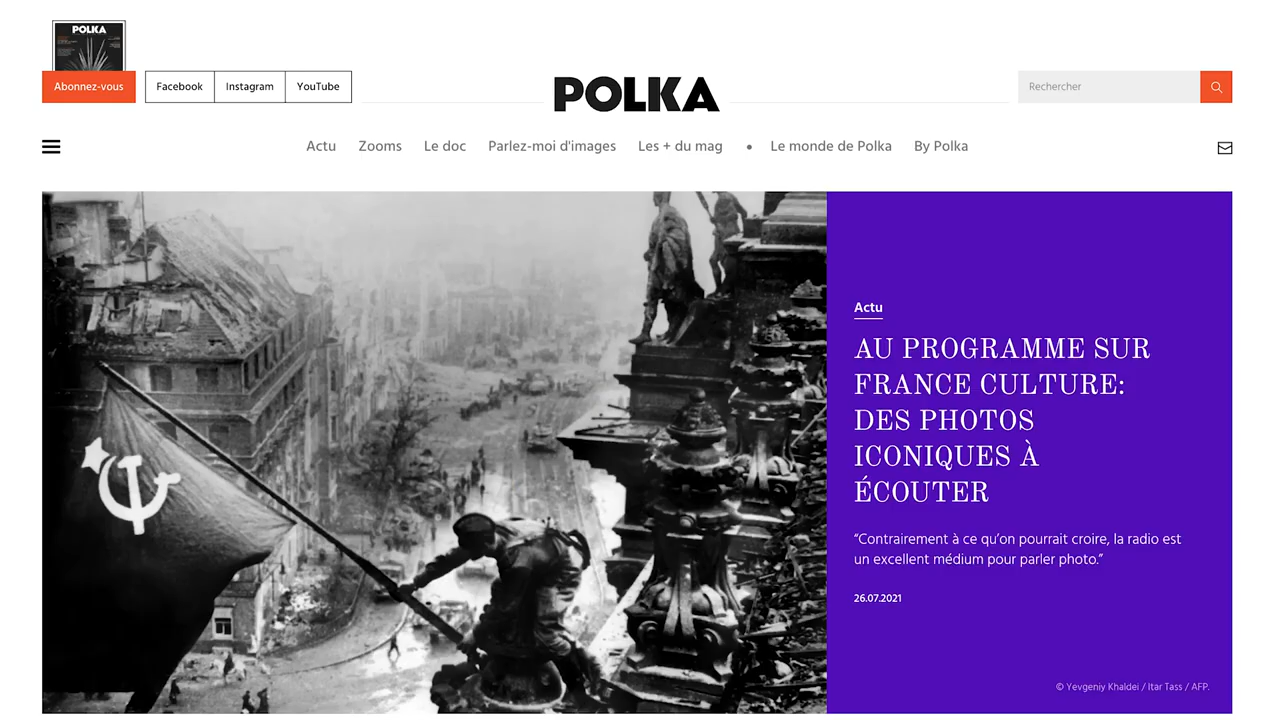 POLKA
Abonnez-vous
Facebook
Instagram
YouTube
POLKA
Rechercher
Actu
Zooms
Le doc
Parlez-moi d'images
Les + du mag
Le monde de Polka
By Polka
Actu
AU PROGRAMME SUR
FRANCE CULTURE:
DES PHOTOS
ICONIQUES À
ÉCOUTER
“Contrairement à ce qu’on pourrait croire, la radio est
un excellent médium pour parler photo.”
26.07.2021
© Yevgeniy Khaldei / Itar Tass / AFP.